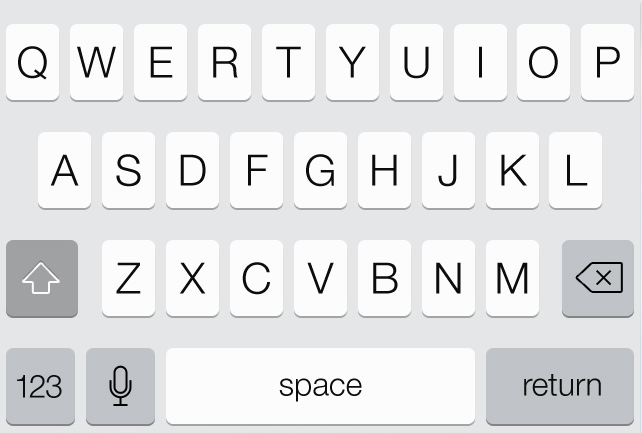 Q W E R T Y U I O P
A S D F G H J K L
Z X C V B N M
123 space return